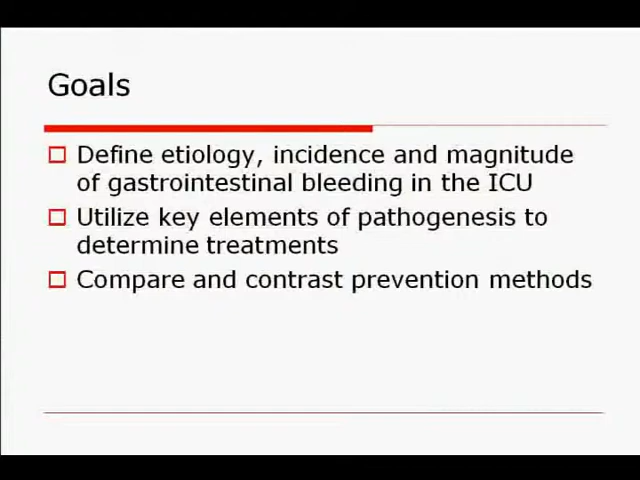 Goals
Define etiology, incidence and magnitude
of gastrointestinal bleeding in the ICU
Utilize key elements of pathogenesis to
determine treatments
Compare and contrast prevention methods